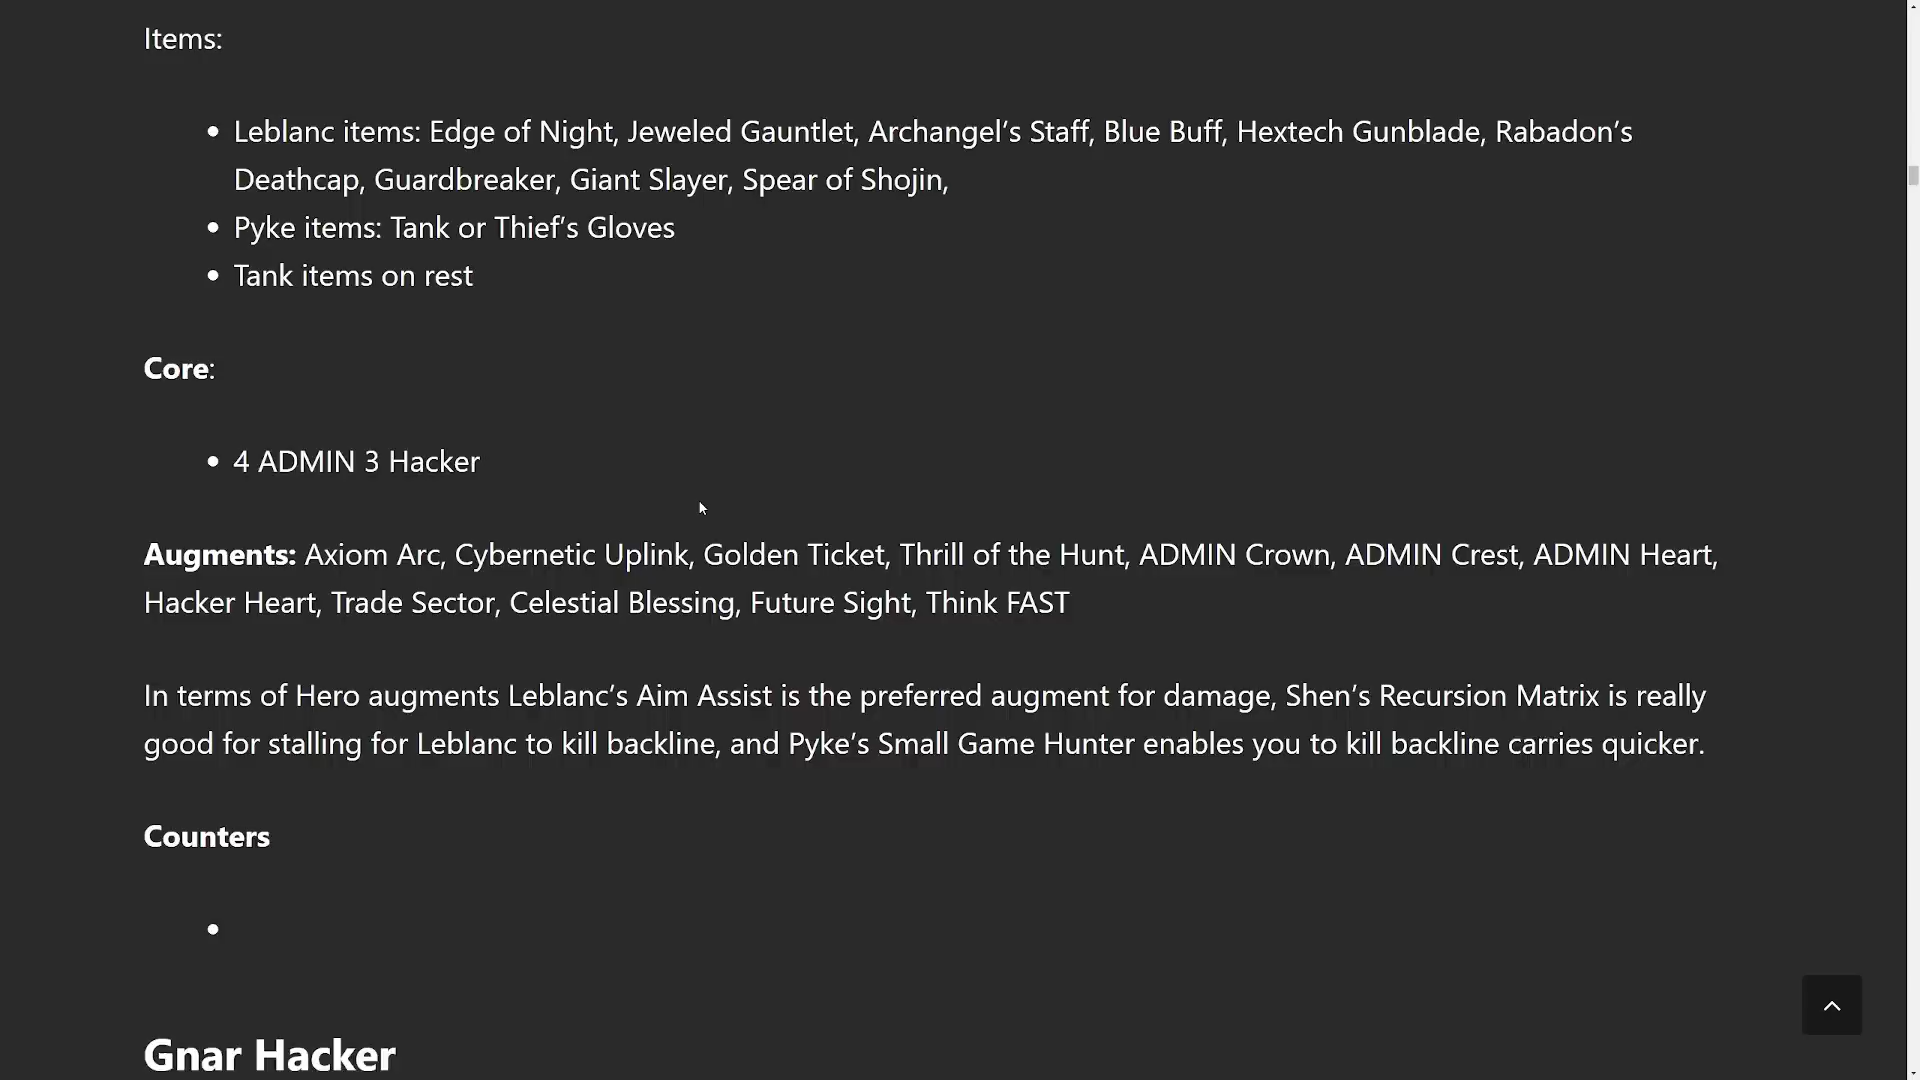 Items:
• Leblanc items: Edge of Night, Jeweled Gauntlet, Archangel’s Staff, Blue Buff, Hextech Gunblade, Rabadon’s
Deathcap, Guardbreaker, Giant Slayer, Spear of Shojin,
• Pyke items: Tank or Thief’s Gloves
• Tank items on rest
Core:
• 4 ADMIN 3 Hacker
Augments: Axiom Arc, Cybernetic Uplink, Golden Ticket, Thrill of the Hunt, ADMIN Crown, ADMIN Crest, ADMIN Heart,
Hacker Heart, Trade Sector, Celestial Blessing, Future Sight, Think FAST
In terms of Hero augments Leblanc’s Aim Assist is the preferred augment for damage, Shen’s Recursion Matrix is really
good for stalling for Leblanc to kill backline, and Pyke’s Small Game Hunter enables you to kill backline carries quicker.
Counters
•
Gnar Hacker